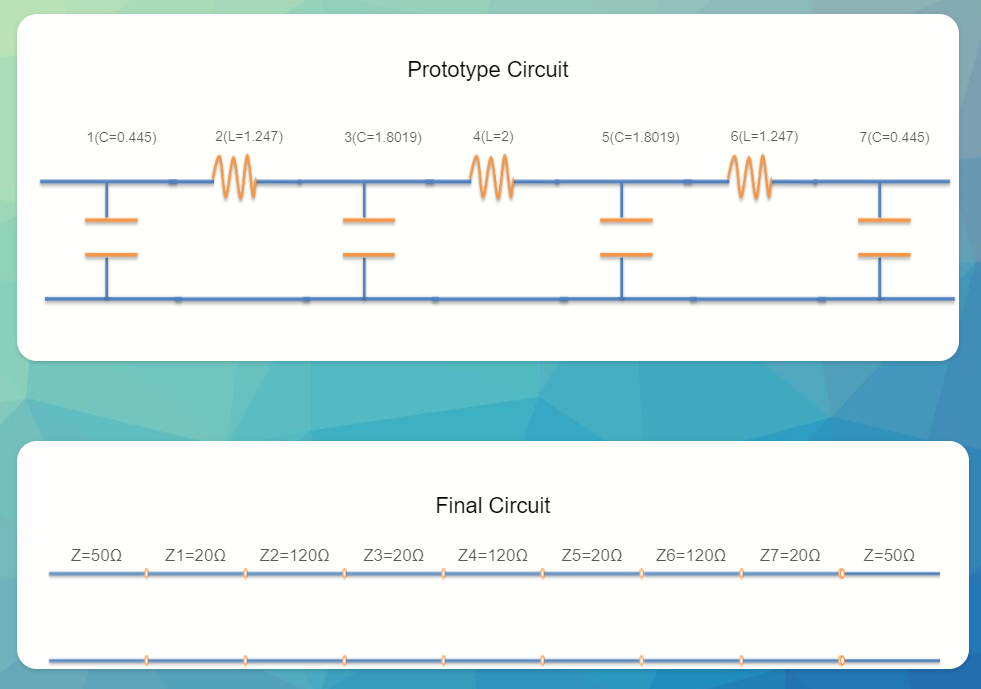 Prototype Circuit
1(C=0.445) 2(L=1.247) 3(C=1.8019) 4(L=2) 5(C=1.8019) 6(L=1.247) 7(C=0.445)
Final Circuit
Z=50Ω Z1=20Ω Z2=120Ω Z3=20Ω Z4=120Ω Z5=20Ω Z6=120Ω Z7=20Ω Z=50Ω